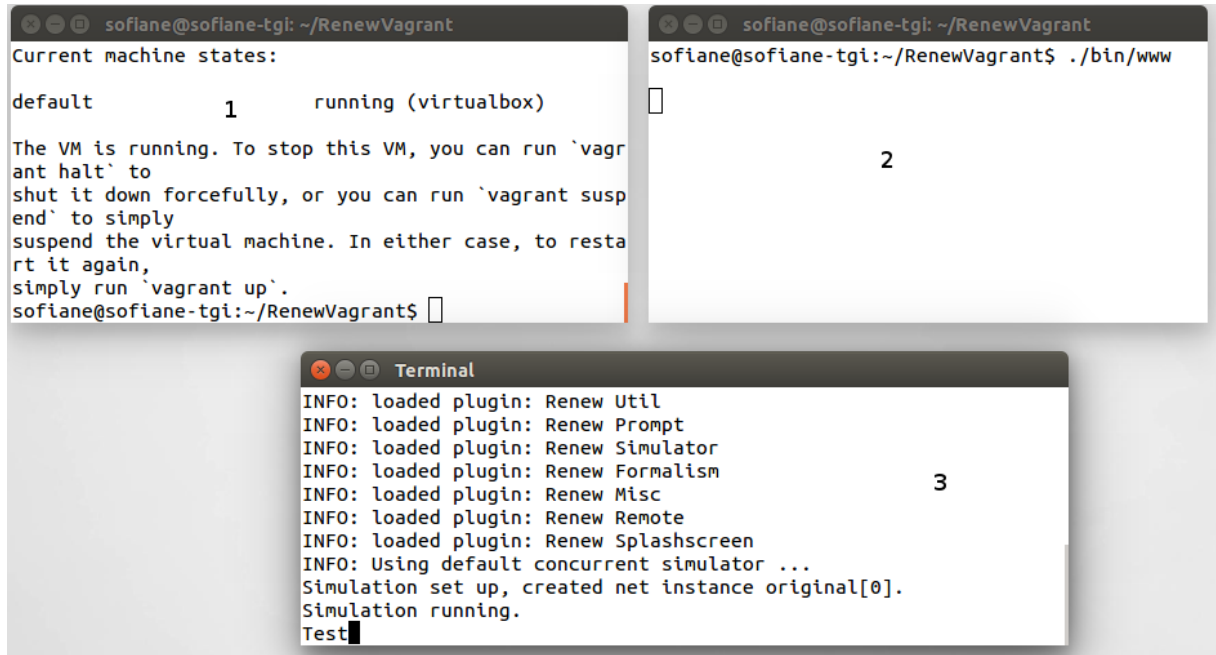 sofiane@sofiane-tgi: ~/RenewVagrant
Current machine states:
default running (virtualbox)
1
The VM is running. To stop this VM, you can run `vagr
ant halt` to
shut it down forcefully, or you can run `vagrant susp
end` to simply
suspend the virtual machine. In either case, to resta
rt it again,
simply run `vagrant up`.
sofiane@sofiane-tgi:~/RenewVagrant$
sofiane@sofiane-tgi: ~/RenewVagrant
sofiane@sofiane-tgi:~/RenewVagrant$ ./bin/www
2
Terminal
INFO: loaded plugin: Renew Util
INFO: loaded plugin: Renew Prompt
INFO: loaded plugin: Renew Simulator
INFO: loaded plugin: Renew Formalism
3
INFO: loaded plugin: Renew Misc
INFO: loaded plugin: Renew Remote
INFO: loaded plugin: Renew Splashscreen
INFO: Using default concurrent simulator ...
Simulation set up, created net instance original[0].
Simulation running.
Test